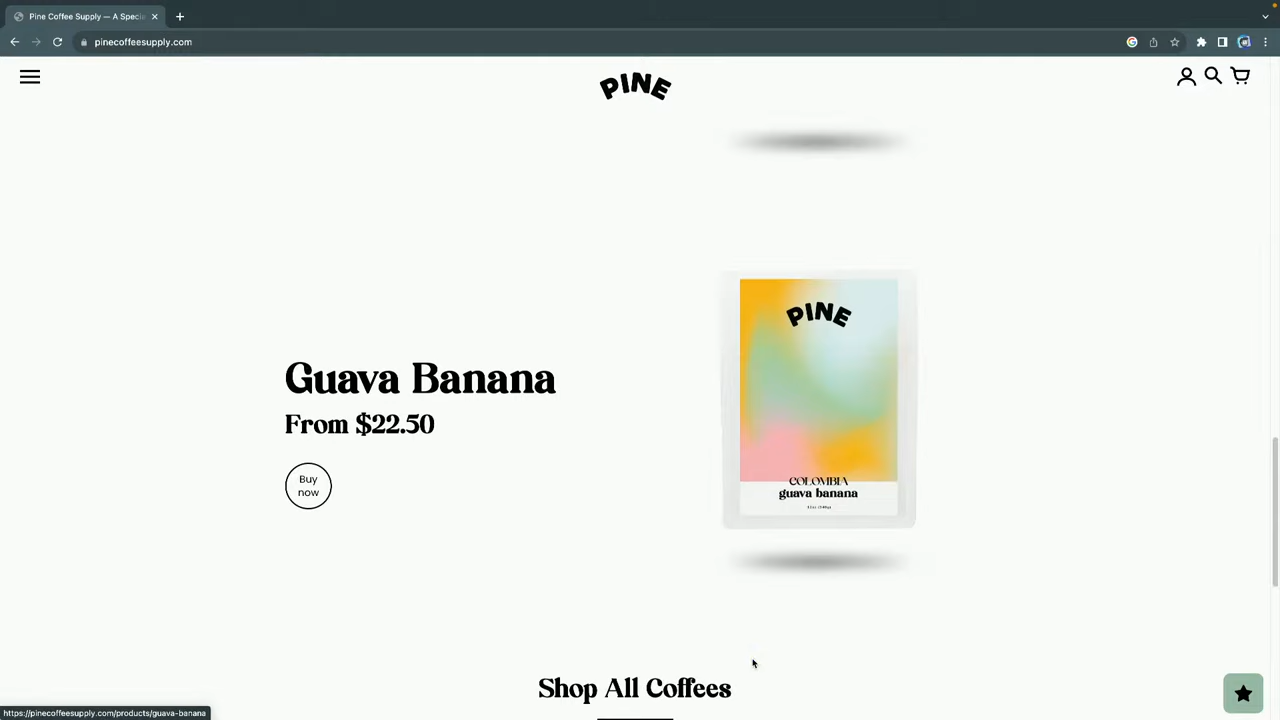 Pine Coffee Supply — A Specia
pinecoffeesupply.com
PINE
PINE
Guava Banana
From $22.50
Buy
now
COLOMBIA
guava banana
Shop All Coffees
https://pinecoffeesupply.com/products/guava-banana